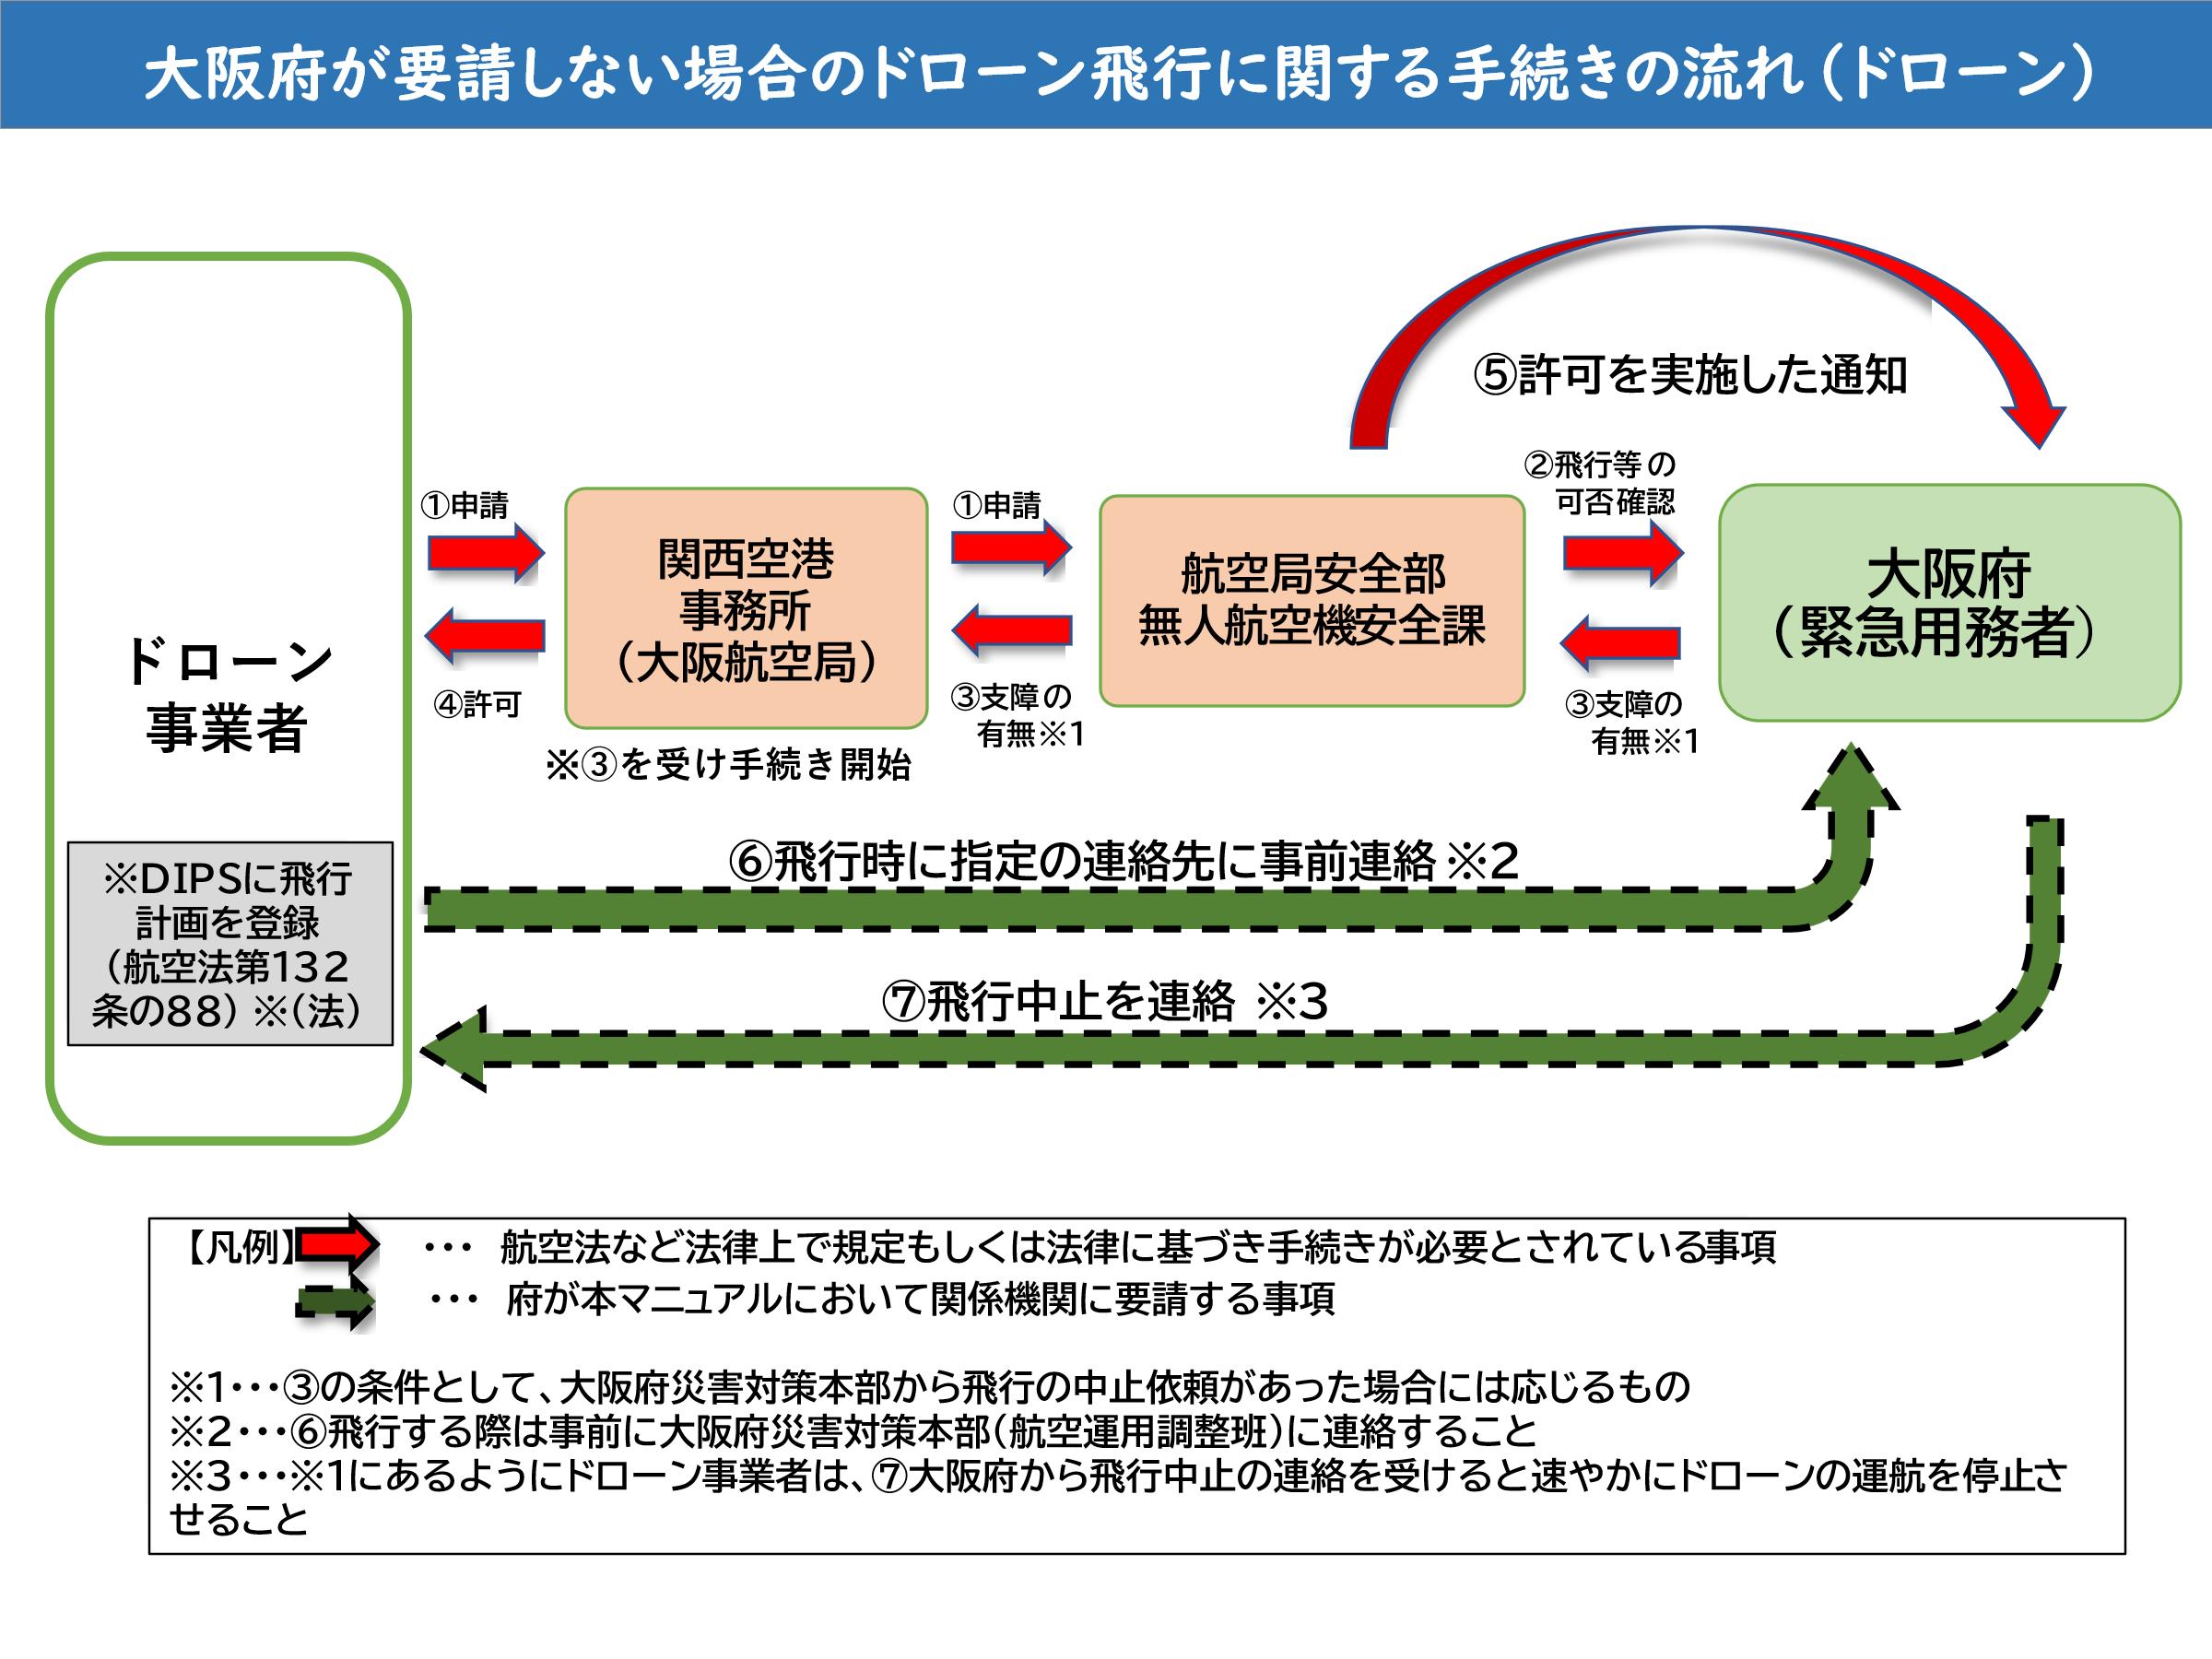 大阪府が要請しない場合のドローン飛行に関する手続きの流れ（ドローン）
⑤許可を実施した通知
ドローン
事業者
※DIPSに飛行
計画を登録
（航空法第132
条の88）※（法）
①申請
④許可
関西空港
事務所
（大阪航空局）
※③を受け手続き開始
①申請
③支障の
有無※1
航空局安全部
無人航空機安全課
②飛行等の
可否確認
③支障の
有無※1
大阪府
（緊急用務者）
⑥飛行時に指定の連絡先に事前連絡 ※2
⑦飛行中止を連絡 ※3
【凡例】 ・・・ 航空法など法律上で規定もしくは法律に基づき手続きが必要とされている事項
・・・ 府が本マニュアルにおいて関係機関に要請する事項
※1・・・③の条件として、大阪府災害対策本部から飛行の中止依頼があった場合には応じるもの
※2・・・⑥飛行する際は事前に大阪府災害対策本部（航空運用調整班）に連絡すること
※3・・・※1にあるようにドローン事業者は、⑦大阪府から飛行中止の連絡を受けると速やかにドローンの運航を停止さ
せること